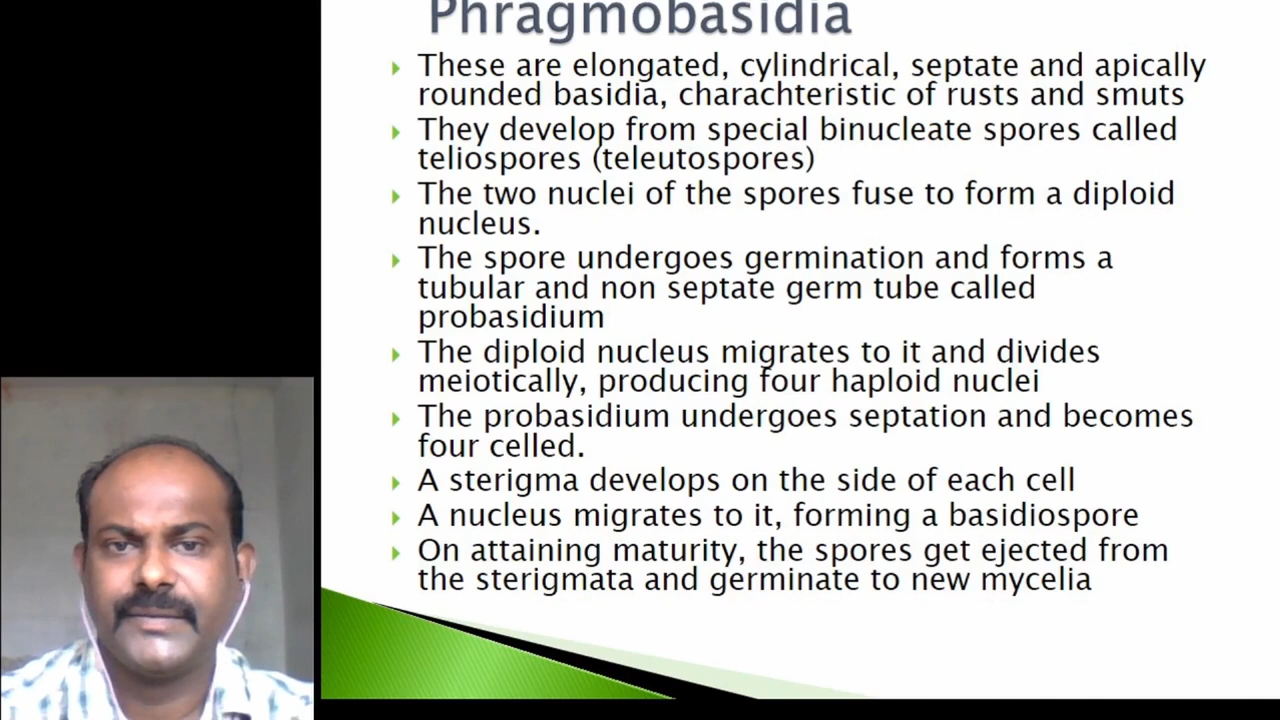 Phragmobasidia
These are elongated, cylindrical, septate and apically
rounded basidia, charachteristic of rusts and smuts
They develop from special binucleate spores called
teliospores (teleutospores)
The two nuclei of the spores fuse to form a diploid
nucleus.
The spore undergoes germination and forms a
tubular and non septate germ tube called
probasidium
The diploid nucleus migrates to it and divides
meiotically, producing four haploid nuclei
The probasidium undergoes septation and becomes
four celled.
A sterigma develops on the side of each cell
A nucleus migrates to it, forming a basidiospore
On attaining maturity, the spores get ejected from
the sterigmata and germinate to new mycelia